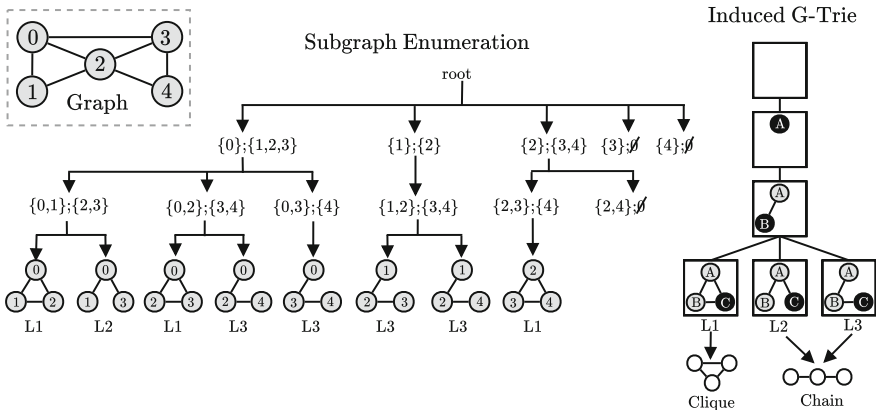 Induced G-Trie
Subgraph Enumeration
root
0 3
2
1 4
Graph
{0};{1,2,3} {1};{2} {2};{3,4} {3};∅ {4};∅
{0,1};{2,3} {0,2};{3,4} {0,3};{4} {1,2};{3,4} {2,3};{4} {2,4};∅
0 0 0 0 0 1 1 2
1 2 1 3 2 3 2 4 3 4 2 3 2 4 3 4
L1 L2 L1 L3 L3 L3 L3 L1
A
A
B
A A A
B C B C B C
L1 L2 L3
Clique Chain